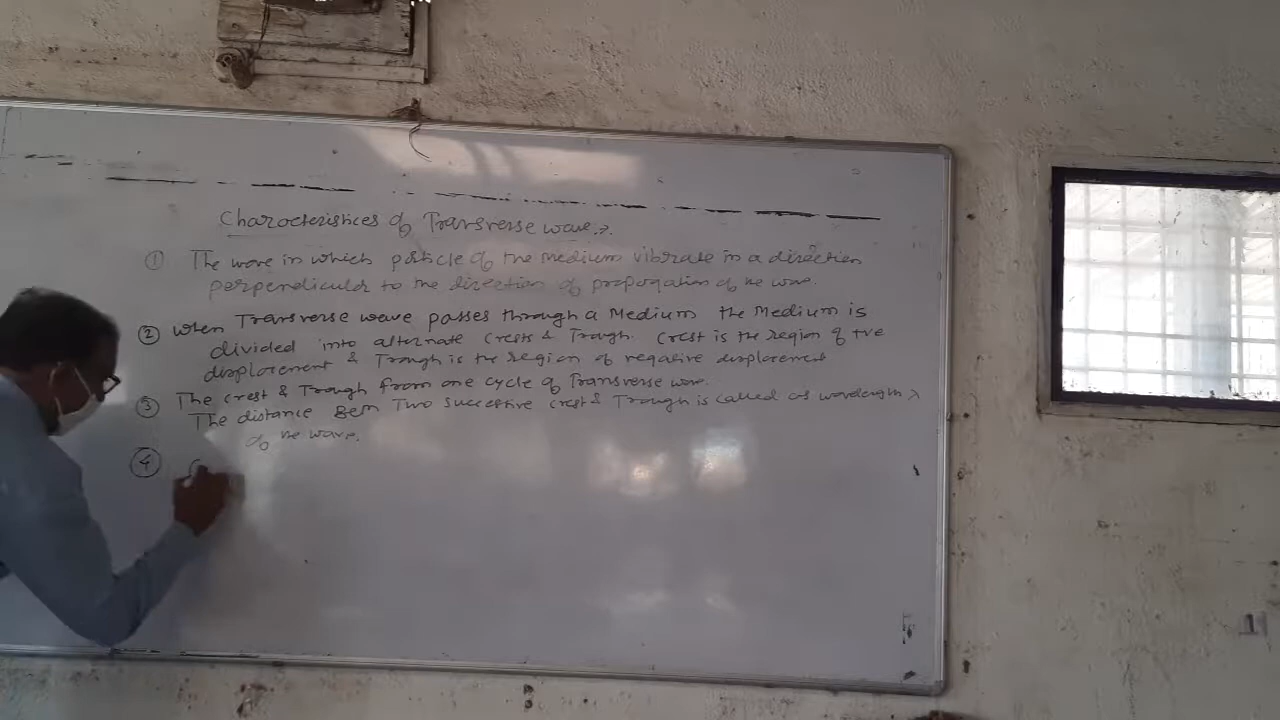 Characteristices of Transverse wave :-
① The wave in which particle of the medium vibrate in a direction
perpendicular to the direction of propogation of the wave.
② When Transverse wave passes through a Medium the Medium is
divided into alternate Crests & Trough. Crest is the region of +ve
displacement & Trough is the region of negative displacement
③ The crest & Trough from one cycle of Transverse wave.
The distance Betn Two successive crest & Trough is called as wavelength λ
of the wave.
④